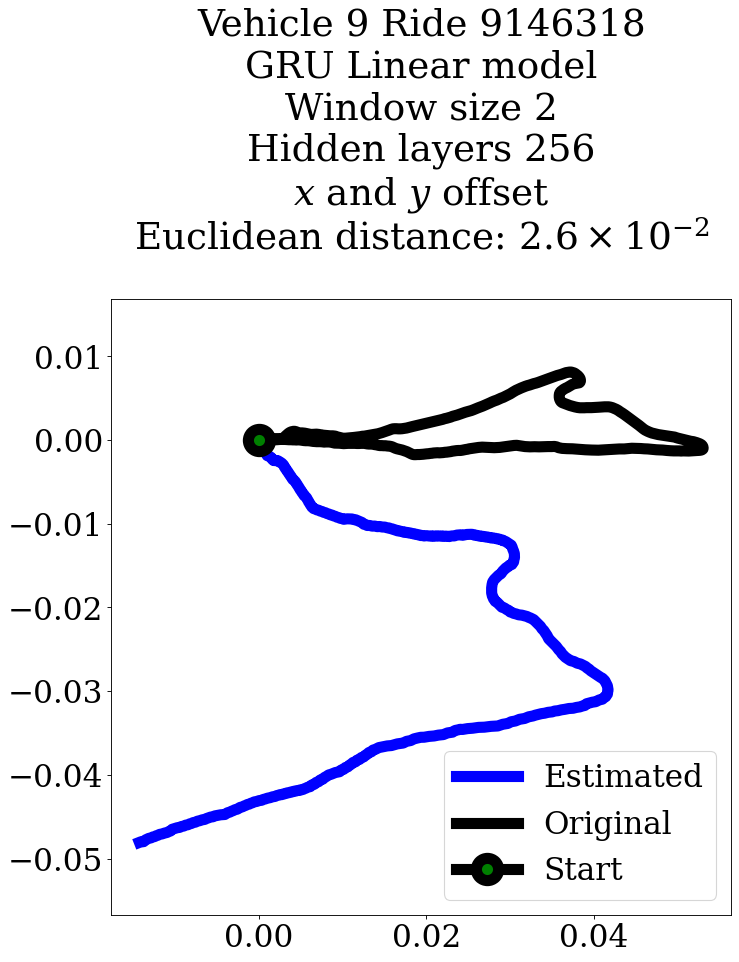 Vehicle 9 Ride 9146318
GRU Linear model
Window size 2
Hidden layers 256
x and y offset
Euclidean distance: 2.6 × 10⁻²
0.01
0.00
−0.01
−0.02
−0.03
−0.04
−0.05
Estimated
Original
Start
0.00
0.02
0.04